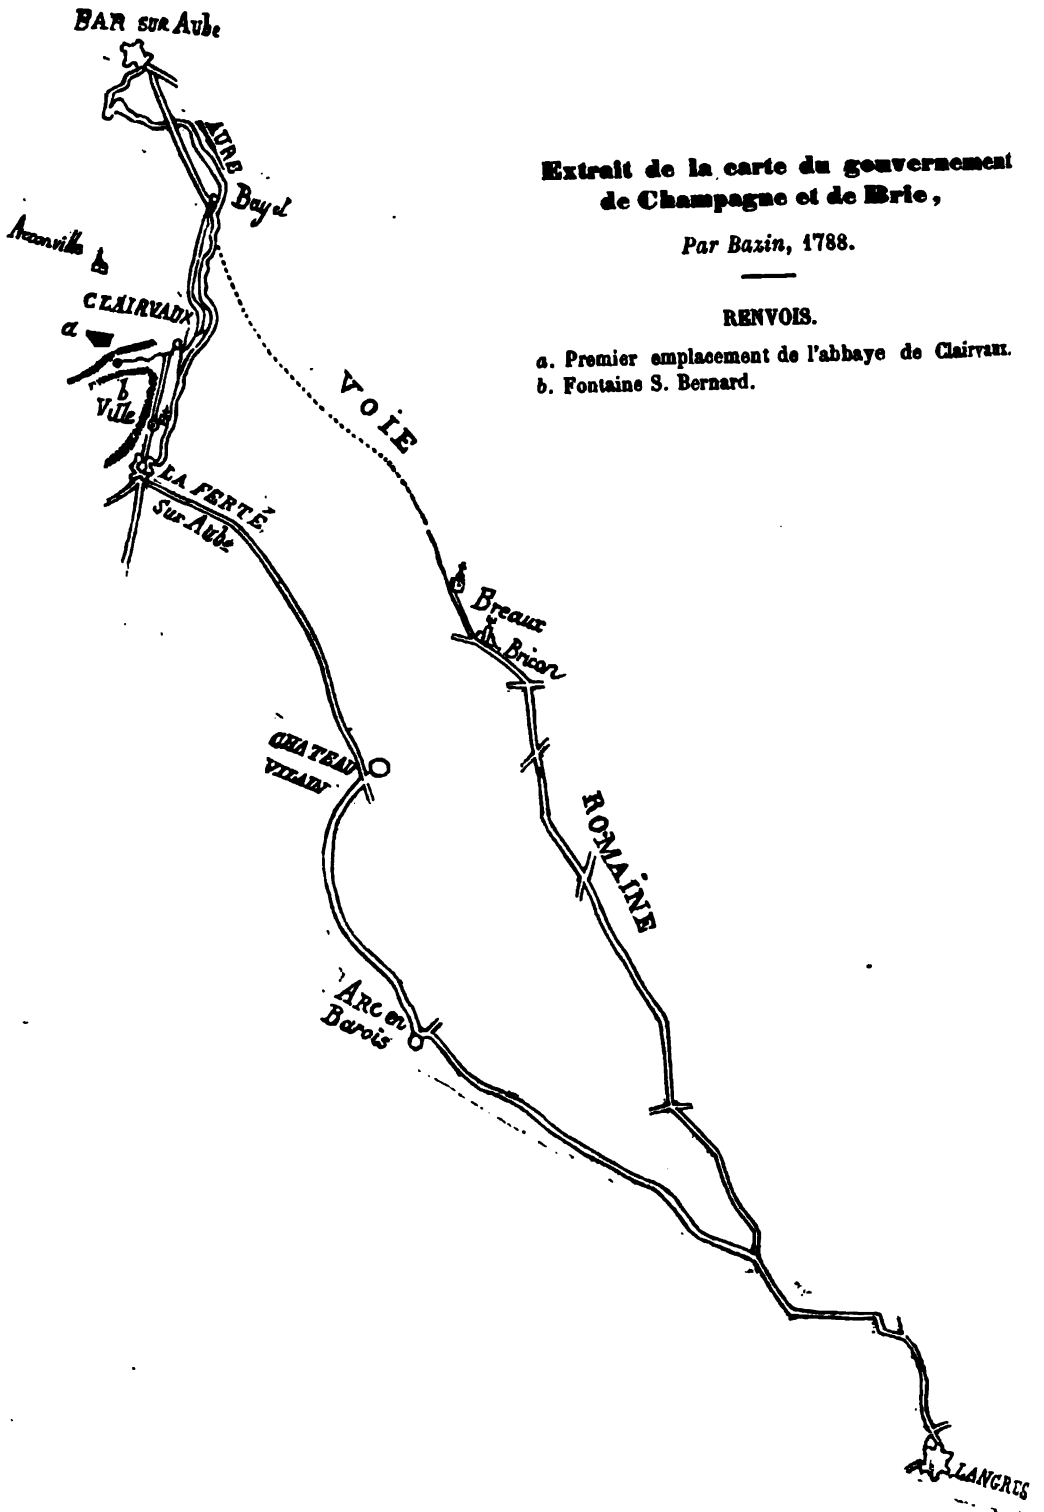 BAR SUR Aube
AUBE
Bayel
Extrait de la carte du gouvernement
de Champagne et de Brie,
Par Bazin, 1788.
RENVOIS.
a. Premier emplacement de l'abbaye de Clairvaux.
b. Fontaine S. Bernard.
Arconville
CLAIRVAUX
a
b
Ville
VOIE
LA FERTÉ
Sur Aube
Breaux
Bricon
CHATEAU
VILAIN
ROMAINE
ARC en
Barois
LANGRES